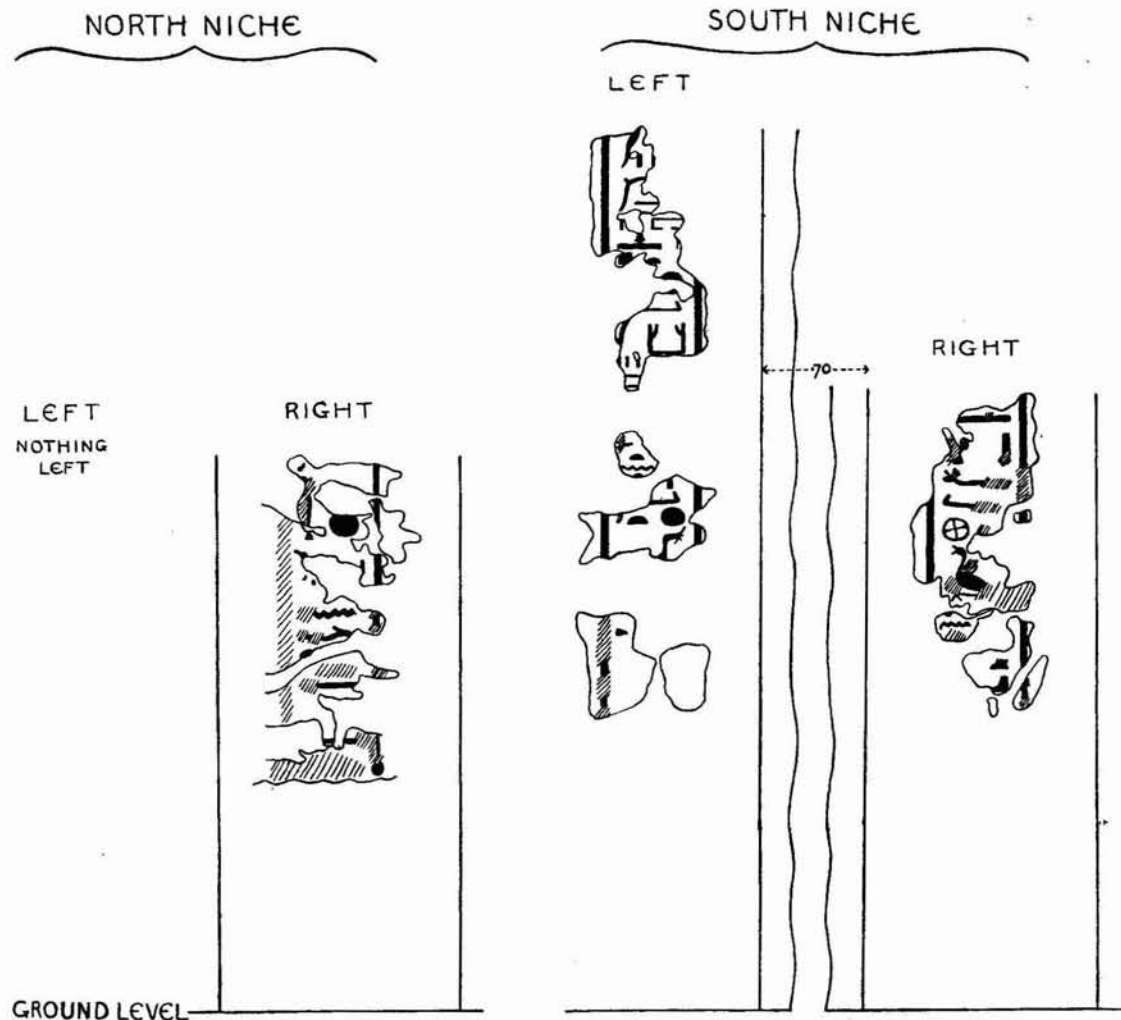 NORTH NICHE
SOUTH NICHE
LEFT
RIGHT
LEFT
NOTHING
LEFT
RIGHT
70
GROUND LEVEL